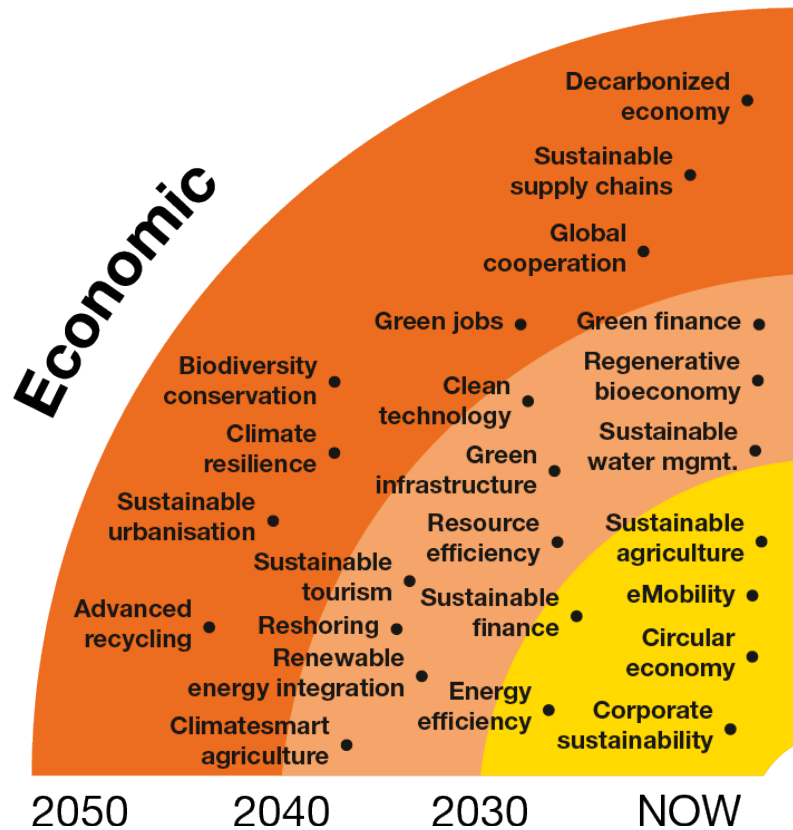 Economic
Decarbonized
economy
Sustainable
supply chains
Global
cooperation
Green jobs
Green finance
Biodiversity
conservation
Clean
technology
Regenerative
bioeconomy
Climate
resilience
Green
infrastructure
Sustainable
water mgmt.
Sustainable
urbanisation
Resource
efficiency
Sustainable
agriculture
Sustainable
tourism
Sustainable
finance
eMobility
Advanced
recycling
Reshoring
Circular
economy
Renewable
energy integration
Energy
efficiency
Corporate
sustainability
Climatesmart
agriculture
2050
2040
2030
NOW